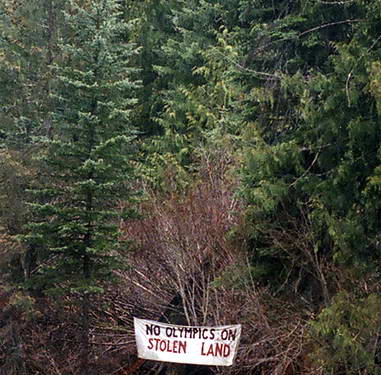 NO OLYMPICS ON
STOLEN LAND